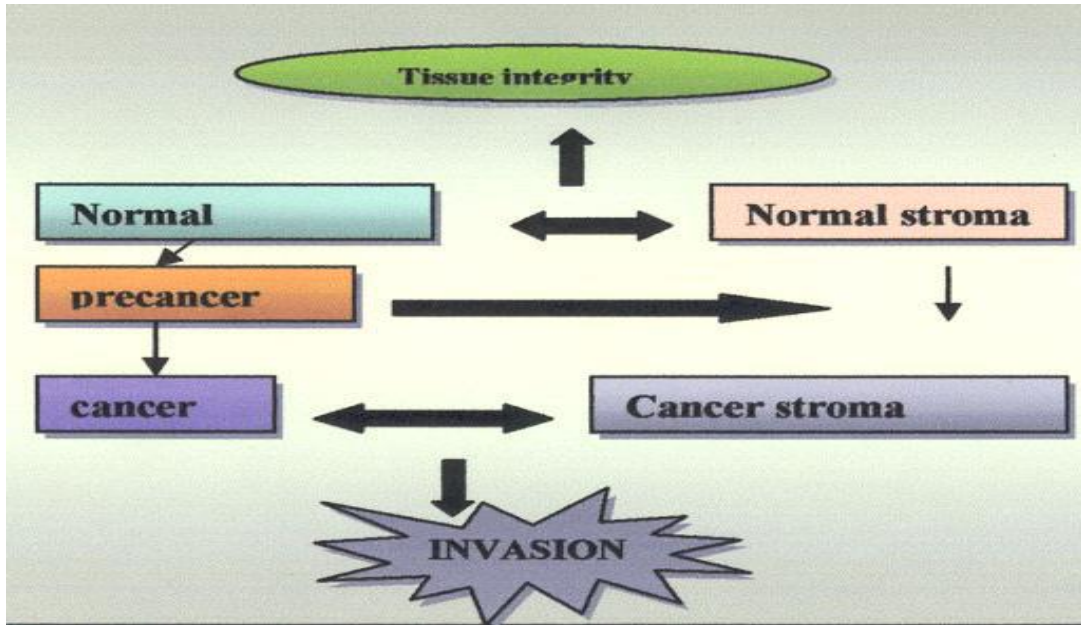 Tissue integrity
Normal
Normal stroma
precancer
cancer
Cancer stroma
INVASION